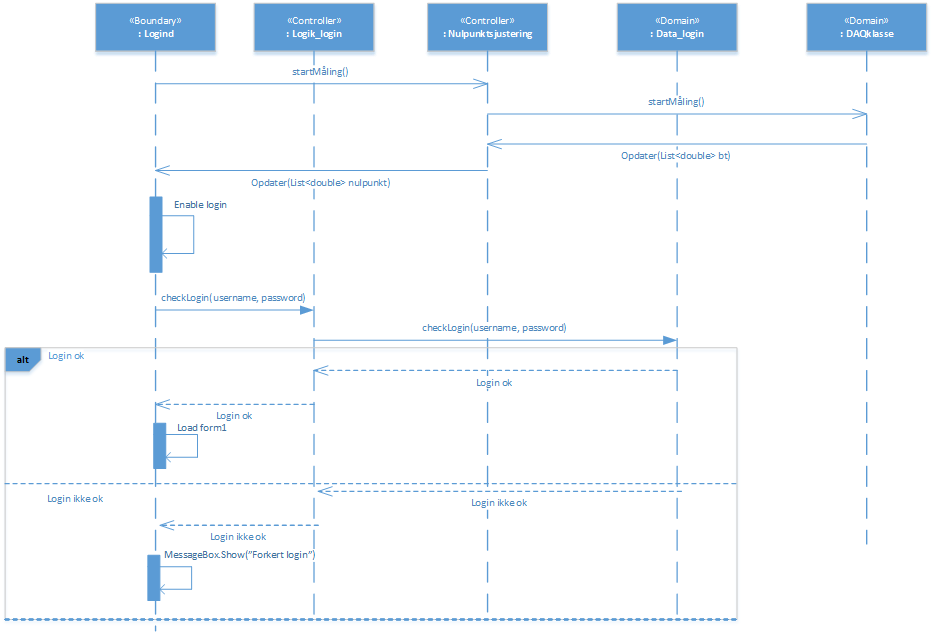 «Boundary»
: LogInd
«Controller»
: Logik_login
«Controller»
: Nulpunktsjustering
«Domain»
: Data_login
«Domain»
: DAQklasse
startMåling()
startMåling()
Opdater(List<double> bt)
Opdater(List<double> nulpunkt)
Enable login
checkLogin(username, password)
checkLogin(username, password)
alt
Login ok
Login ok
Login ok
Load form1
Login ikke ok
Login ikke ok
Login ikke ok
MessageBox.Show("Forkert login")